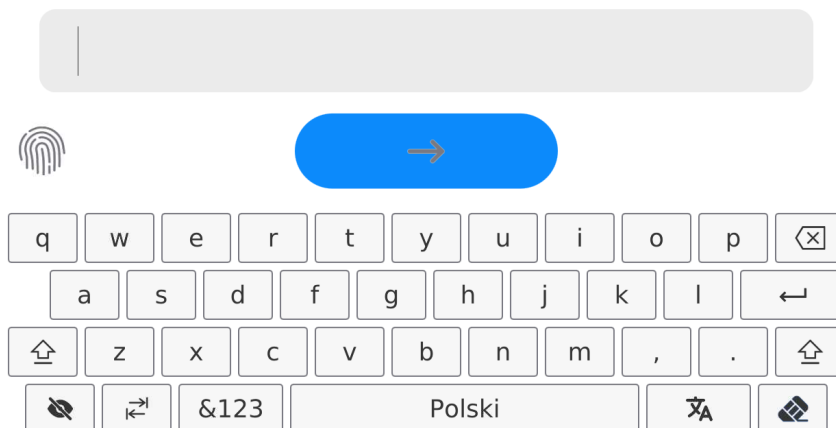 q w e r t y u i o p
a s d f g h j k l
z x c v b n m , .
&123 Polski